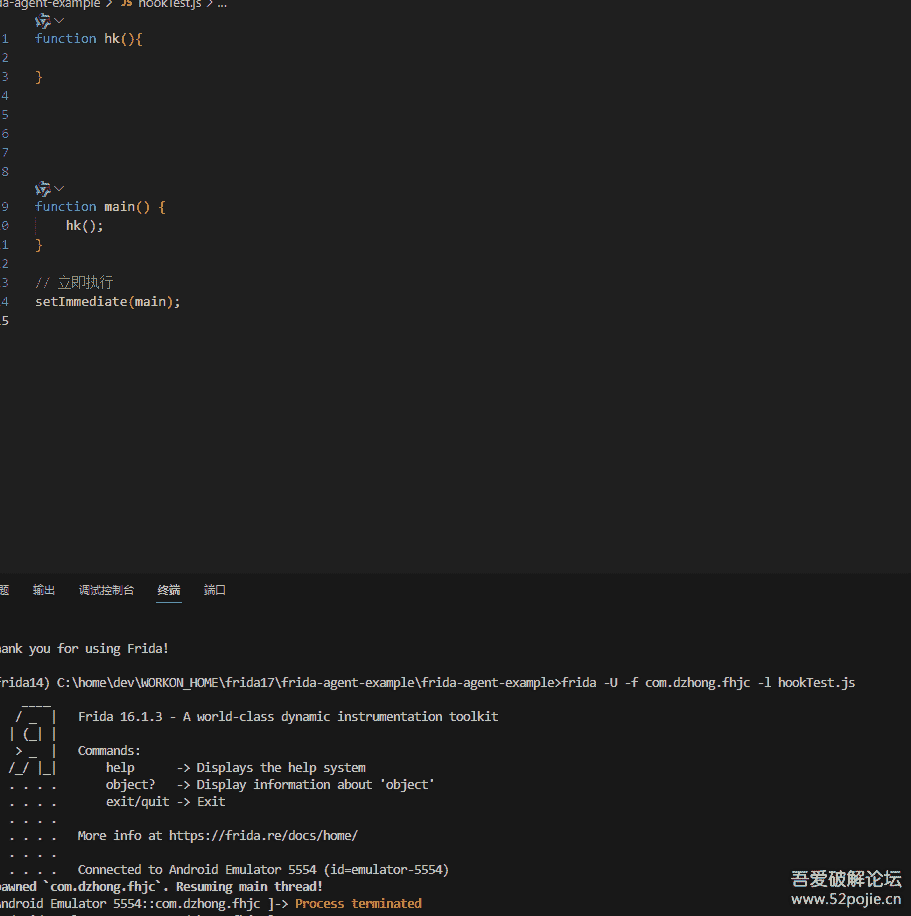 da-agent-example > JS hookTest.js > ...
1 function hk(){
2
3 }
4
5
6
7
8
9 function main() {
0 hk();
1 }
2
3 // 立即执行
4 setImmediate(main);
5
题 输出 调试控制台 终端 端口
ank you for using Frida!
frida14) C:\home\dev\WORKON_HOME\frida17\frida-agent-example\frida-agent-example>frida -U -f com.dzhong.fhjc -l hookTest.js
____
/ _  |   Frida 16.1.3 - A world-class dynamic instrumentation toolkit
| (_| |
> _  |   Commands:
/_/ |_|       help      -> Displays the help system
. . . .       object?   -> Display information about 'object'
. . . .       exit/quit -> Exit
. . . .
. . . .   More info at https://frida.re/docs/home/
. . . .
. . . .   Connected to Android Emulator 5554 (id=emulator-5554)
awned `com.dzhong.fhjc`. Resuming main thread!
ndroid Emulator 5554::com.dzhong.fhjc ]-> Process terminated
吾爱破解论坛
www.52pojie.cn